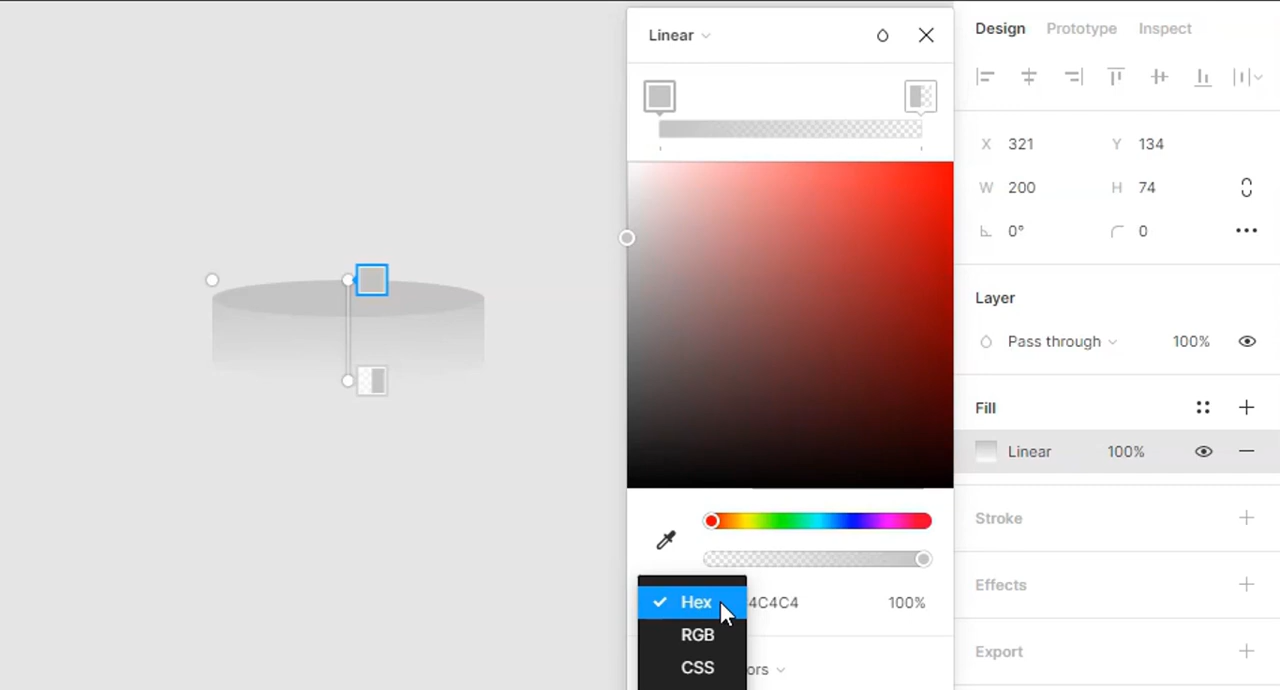 Linear
Design Prototype Inspect
X 321 Y 134
W 200 H 74
0° 0
Layer
Pass through 100%
Fill
Linear 100%
Stroke
Hex 4C4C4 100%
RGB
CSS ors
Effects
Export